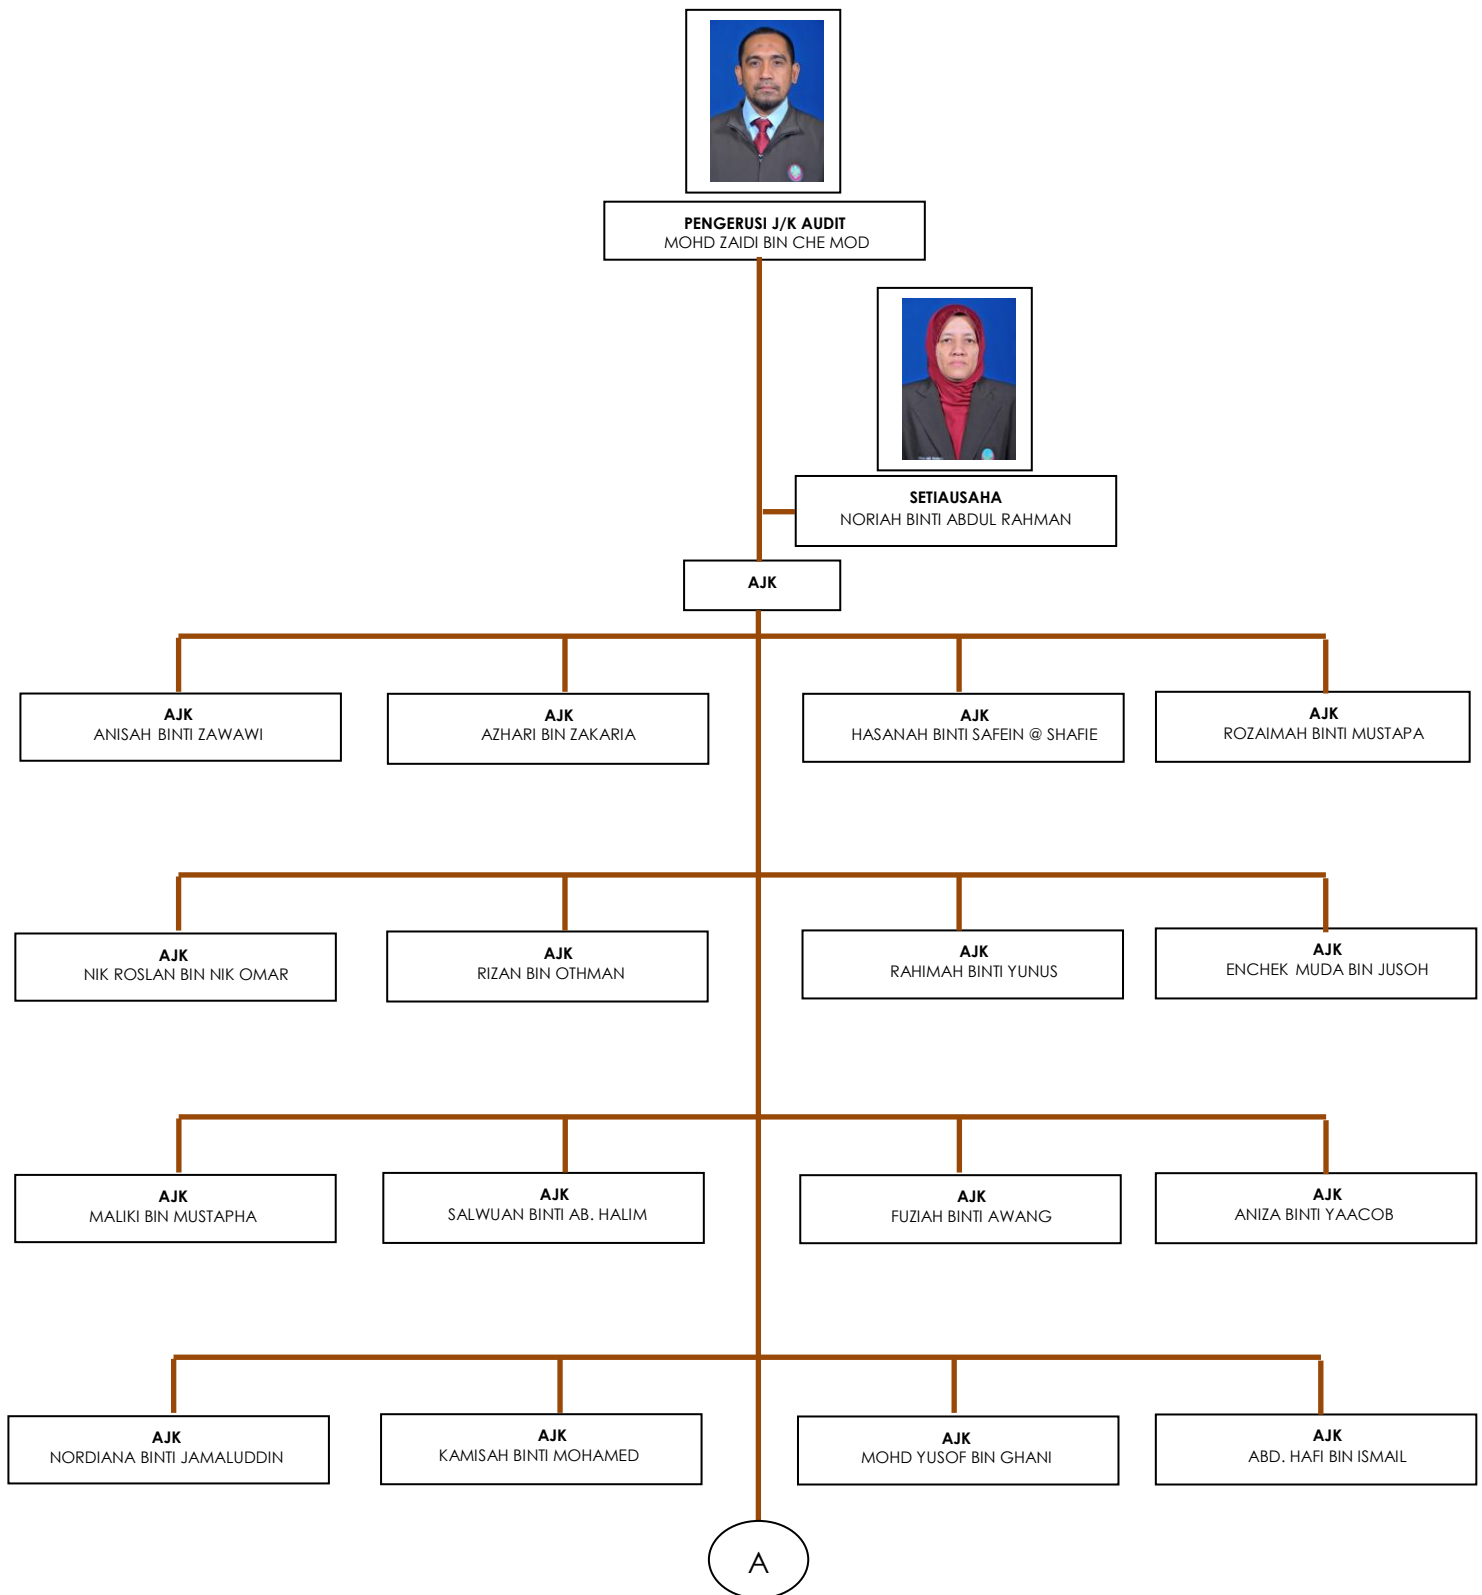 PENGERUSI J/K AUDIT
MOHD ZAIDI BIN CHE MOD
SETIAUSAHA
NORIAH BINTI ABDUL RAHMAN
AJK
AJK
ANISAH BINTI ZAWAWI
AJK
AZHARI BIN ZAKARIA
AJK
HASANAH BINTI SAFEIN @ SHAFIE
AJK
ROZAIMAH BINTI MUSTAPA
AJK
NIK ROSLAN BIN NIK OMAR
AJK
RIZAN BIN OTHMAN
AJK
RAHIMAH BINTI YUNUS
AJK
ENCHEK MUDA BIN JUSOH
AJK
MALIKI BIN MUSTAPHA
AJK
SALWUAN BINTI AB. HALIM
AJK
FUZIAH BINTI AWANG
AJK
ANIZA BINTI YAACOB
AJK
NORDIANA BINTI JAMALUDDIN
AJK
KAMISAH BINTI MOHAMED
AJK
MOHD YUSOF BIN GHANI
AJK
ABD. HAFI BIN ISMAIL
A